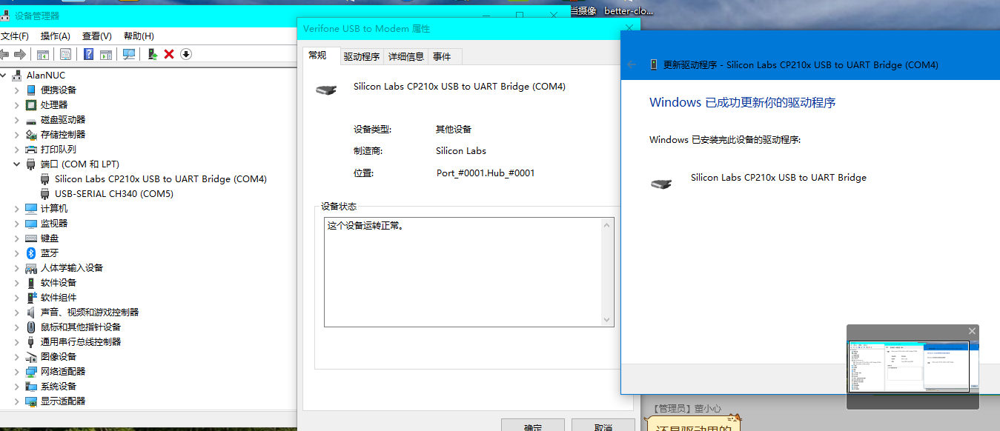 当摄像 better-clo...
设备管理器
文件(F) 操作(A) 查看(V) 帮助(H)
AlanNUC
便携设备
处理器
磁盘驱动器
存储控制器
打印队列
端口 (COM 和 LPT)
Silicon Labs CP210x USB to UART Bridge (COM4)
USB-SERIAL CH340 (COM5)
计算机
监视器
键盘
蓝牙
人体学输入设备
软件设备
软件组件
声音、视频和游戏控制器
鼠标和其他指针设备
通用串行总线控制器
图像设备
网络适配器
系统设备
显示适配器
Verifone USB to Modem 属性
常规 驱动程序 详细信息 事件
Silicon Labs CP210x USB to UART Bridge (COM4)
设备类型: 其他设备
制造商: Silicon Labs
位置: Port_#0001.Hub_#0001
设备状态
这个设备运转正常。
确定 取消
更新驱动程序 - Silicon Labs CP210x USB to UART Bridge (COM4)
Windows 已成功更新你的驱动程序
Windows 已安装完此设备的驱动程序:
Silicon Labs CP210x USB to UART Bridge
【管理员】董小心
还是驱动里的